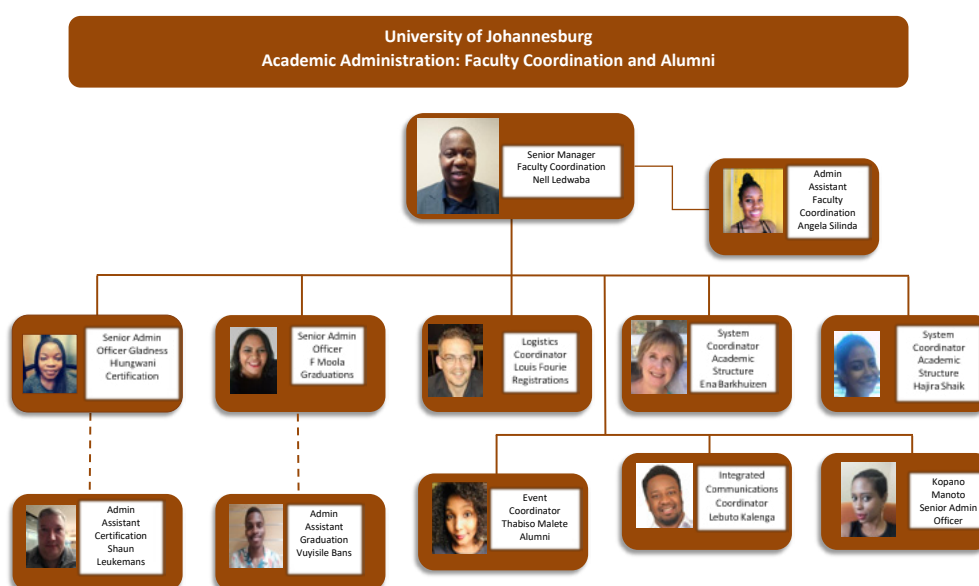 University of Johannesburg
Academic Administration: Faculty Coordination and Alumni
Senior Manager
Faculty Coordination
Nell Ledwaba
Admin
Assistant
Faculty
Coordination
Angela Silinda
Senior Admin
Officer Gladness
Hlungwani
Certification
Senior Admin
Officer
F Moola
Graduations
Logistics
Coordinator
Louis Fourie
Registrations
System
Coordinator
Academic
Structure
Ena Barkhuizen
System
Coordinator
Academic
Structure
Hajira Shaik
Admin
Assistant
Certification
Shaun
Leukemans
Admin
Assistant
Graduation
Vuyisile Bans
Event
Coordinator
Thabiso Malete
Alumni
Integrated
Communications
Coordinator
Lebuto Kalenga
Kopano
Manoto
Senior Admin
Officer